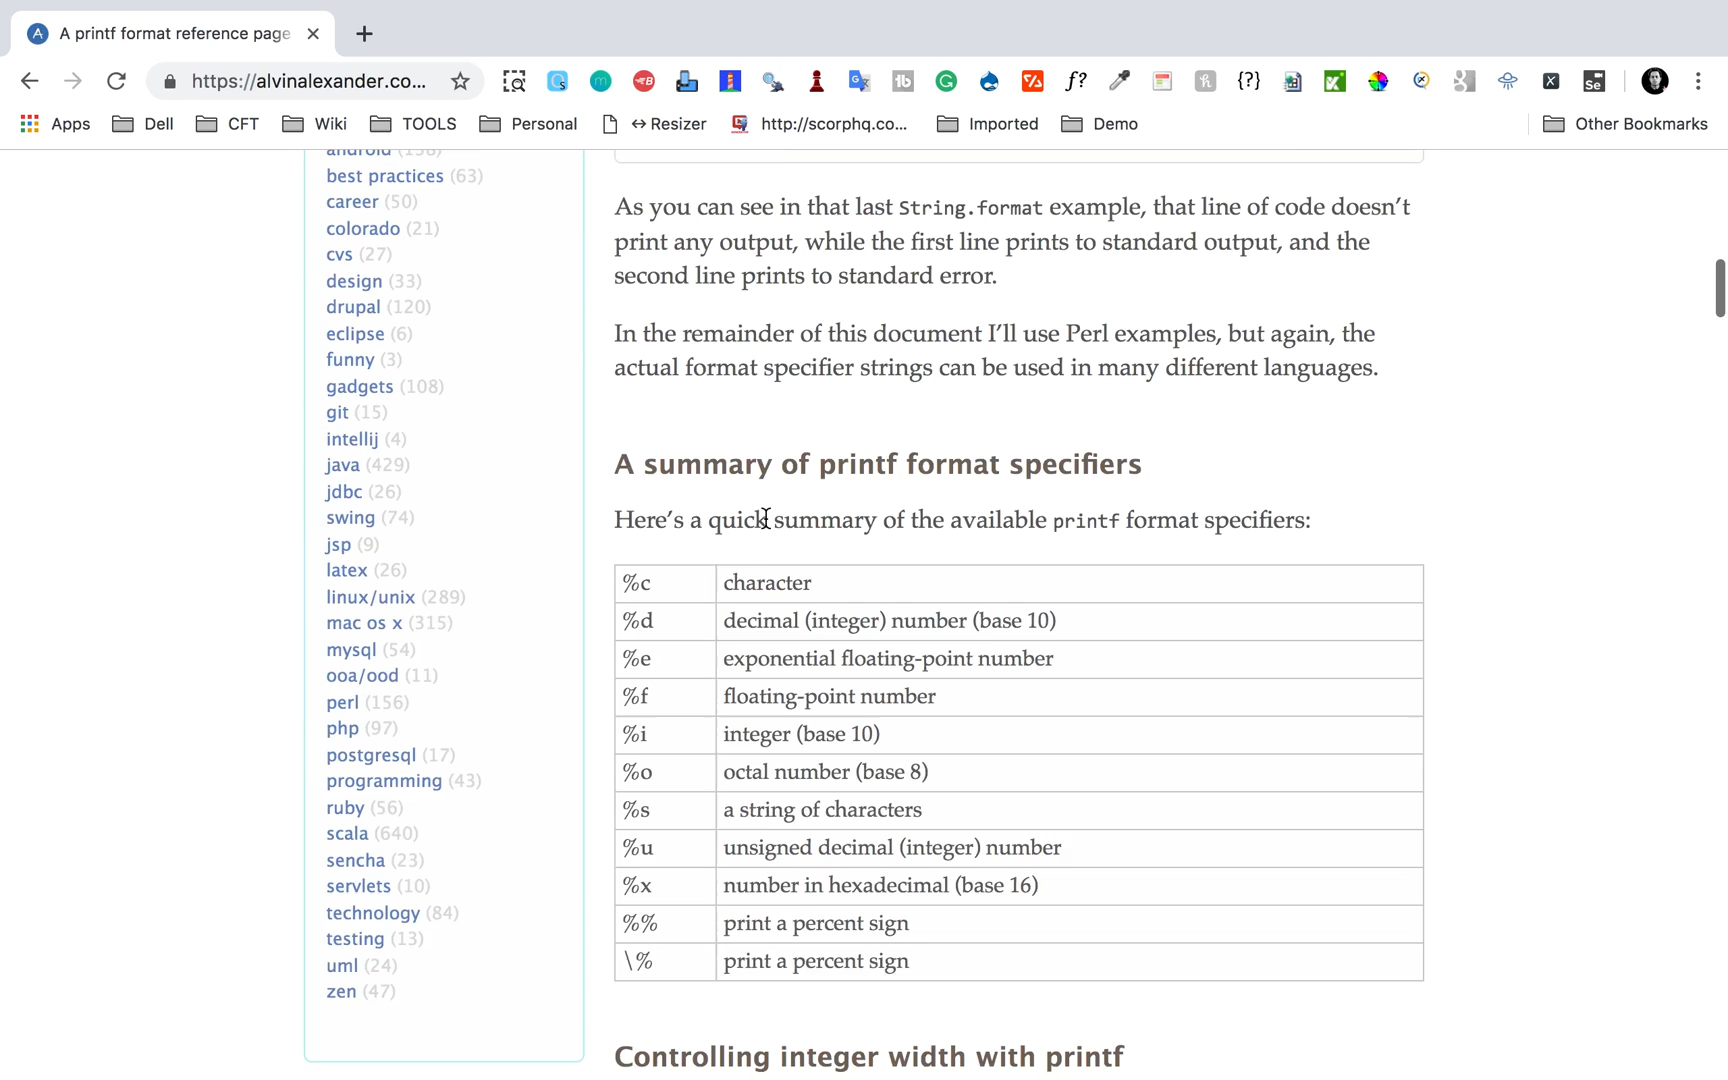 A printf format reference page
https://alvinalexander.co...
Apps Dell CFT Wiki TOOLS Personal ↔Resizer http://scorphq.co... Imported Demo Other Bookmarks
android (156)
best practices (63)
career (50)
colorado (21)
cvs (27)
design (33)
drupal (120)
eclipse (6)
funny (3)
gadgets (108)
git (15)
intellij (4)
java (429)
jdbc (26)
swing (74)
jsp (9)
latex (26)
linux/unix (289)
mac os x (315)
mysql (54)
ooa/ood (11)
perl (156)
php (97)
postgresql (17)
programming (43)
ruby (56)
scala (640)
sencha (23)
servlets (10)
technology (84)
testing (13)
uml (24)
zen (47)
As you can see in that last String.format example, that line of code doesn’t
print any output, while the first line prints to standard output, and the
second line prints to standard error.
In the remainder of this document I’ll use Perl examples, but again, the
actual format specifier strings can be used in many different languages.
A summary of printf format specifiers
Here’s a quick summary of the available printf format specifiers:
%c character
%d decimal (integer) number (base 10)
%e exponential floating-point number
%f floating-point number
%i integer (base 10)
%o octal number (base 8)
%s a string of characters
%u unsigned decimal (integer) number
%x number in hexadecimal (base 16)
%% print a percent sign
\% print a percent sign
Controlling integer width with printf